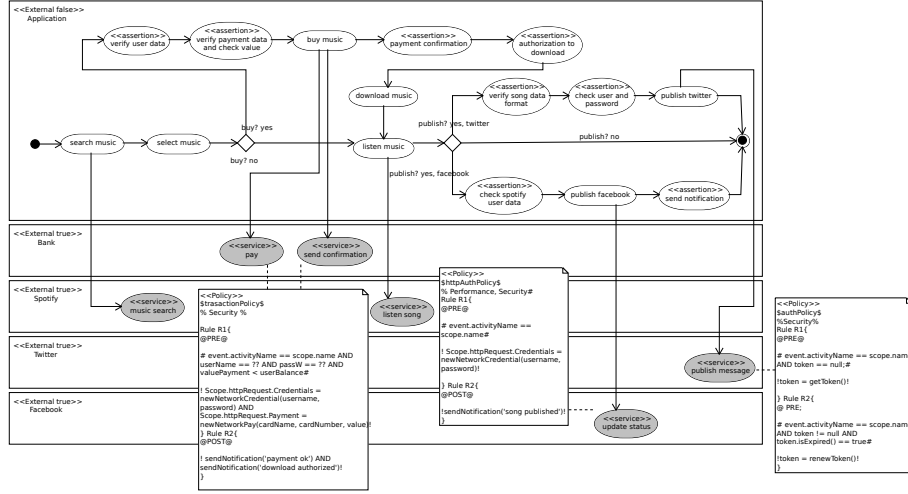 <<External false>>
Application
<<assertion>>
verify user data
<<assertion>>
verify payment data
and check value
buy music
<<assertion>>
payment confirmation
<<assertion>>
authorization to
download
download music
<<assertion>>
verify song data
format
<<assertion>>
check user and
password
publish twitter
buy? yes
publish? yes, twitter
publish? no
search music
select music
listen music
buy? no
publish? yes, facebook
<<assertion>>
check spotify
user data
publish facebook
<<assertion>>
send notification
<<External true>>
Bank
<<service>>
pay
<<service>>
send confirmation
<<External true>>
Spotify
<<service>>
music search
<<service>>
listen song
<<External true>>
Twitter
<<service>>
publish message
<<External true>>
Facebook
<<service>>
update status
<<Policy>>
$trasactionPolicy$
% Security %
Rule R1{
@PRE@
# event.activityName == scope.name AND
userName == ?? AND passW == ?? AND
valuePayment < userBalance#
! Scope.httpRequest.Credentials =
newNetworkCredential(username,
password) AND
Scope.httpRequest.Payment =
newNetworkPay(cardName, cardNumber, value)!
} Rule R2{
@POST@
! sendNotification('payment ok') AND
sendNotification('download authorized')!
}
<<Policy>>
$httpAuthPolicy$
% Performance, Security#
Rule R1{
@PRE@
# event.activityName ==
scope.name#
! Scope.httpRequest.Credentials =
newNetworkCredential(username,
password)!
} Rule R2{
@POST@
!sendNotification('song published')!
}
<<Policy>>
$authPolicy$
%Security%
Rule R1{
@PRE@
# event.activityName == scope.nam
AND token == null;#
!token = getToken()!
} Rule R2{
@ PRE;
# event.activityName == scope.nam
AND token != null AND
token.isExpired() == true#
!token = renewToken()!
}